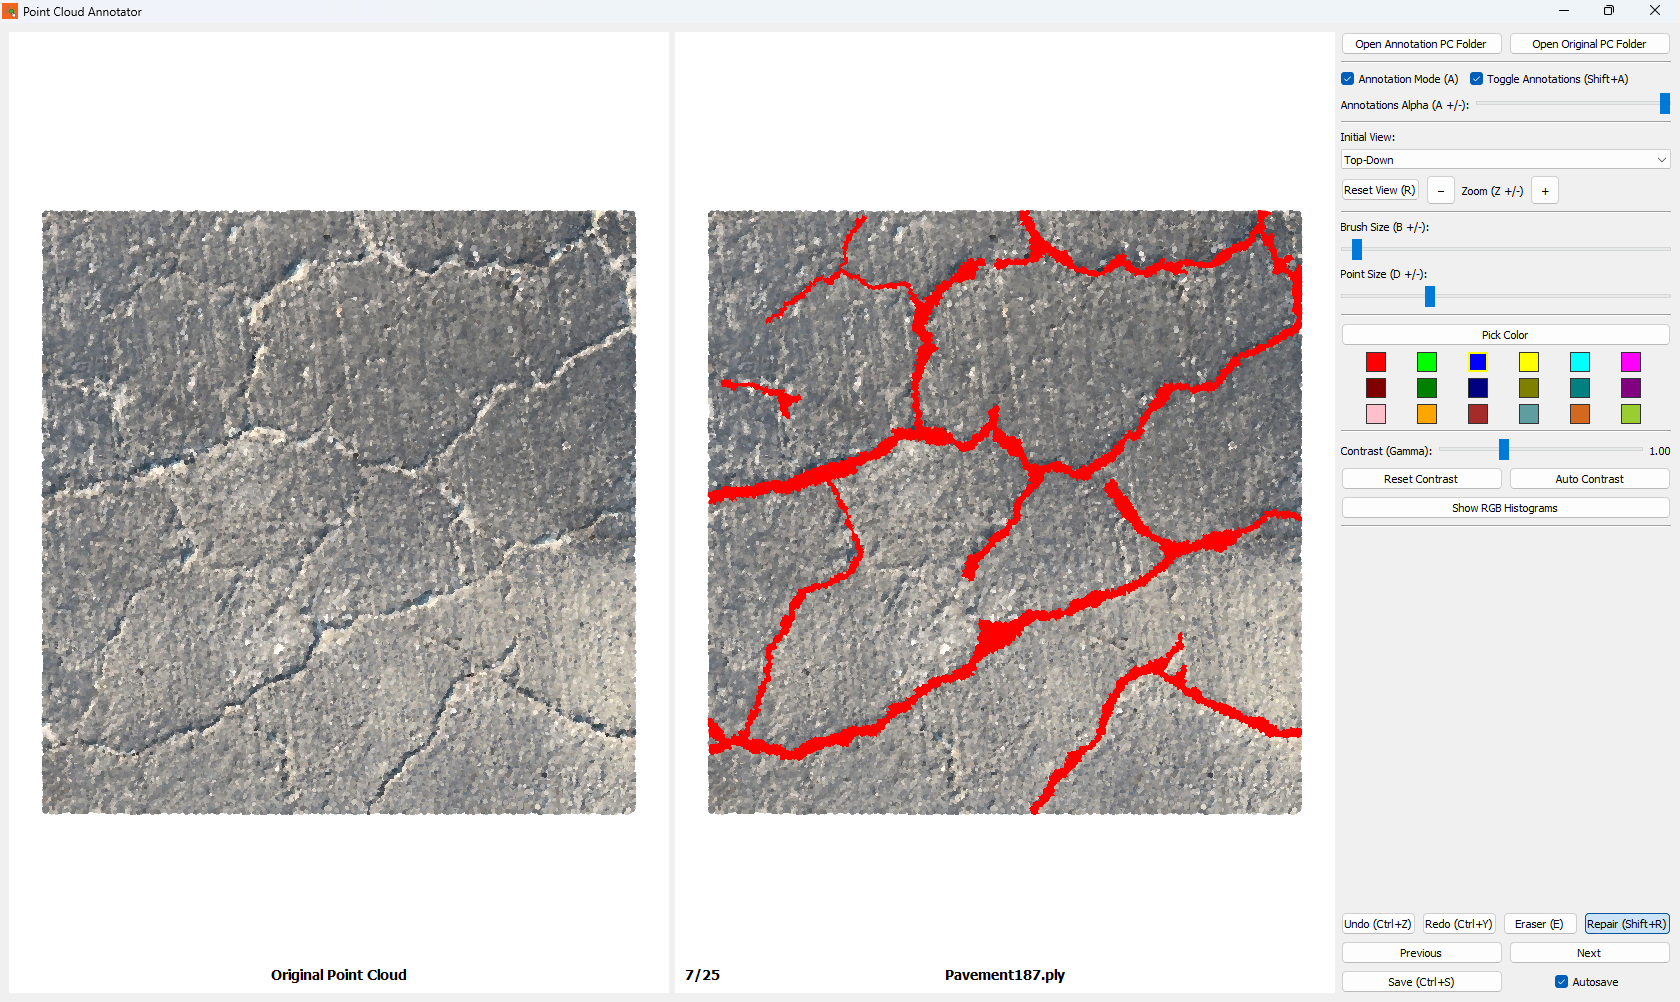 Point Cloud Annotator
Open Annotation PC Folder
Open Original PC Folder
Annotation Mode (A)
Toggle Annotations (Shift+A)
Annotations Alpha (A +/-):
Initial View:
Top-Down
Reset View (R)
−
Zoom (Z +/-)
+
Brush Size (B +/-):
Point Size (D +/-):
Pick Color
Contrast (Gamma):
1.00
Reset Contrast
Auto Contrast
Show RGB Histograms
Undo (Ctrl+Z)
Redo (Ctrl+Y)
Eraser (E)
Repair (Shift+R)
Previous
Next
Save (Ctrl+S)
Autosave
Original Point Cloud
7/25
Pavement187.ply